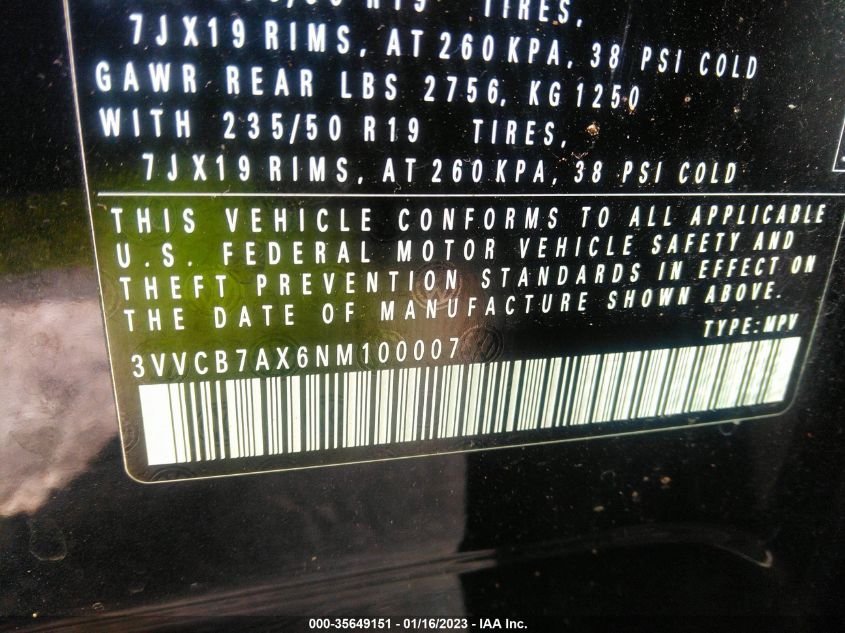 R19 TIRES,
7JX19 RIMS, AT 260 KPA, 38 PSI COLD
GAWR REAR LBS 2756, KG 1250
WITH 235/50 R19 TIRES,
7JX19 RIMS, AT 260 KPA, 38 PSI COLD
THIS VEHICLE CONFORMS TO ALL APPLICABLE
U.S. FEDERAL MOTOR VEHICLE SAFETY AND
THEFT PREVENTION STANDARDS IN EFFECT ON
THE DATE OF MANUFACTURE SHOWN ABOVE.
TYPE:MPV
3VVCB7AX6NM100007
000-35649151 - 01/16/2023 - IAA Inc.